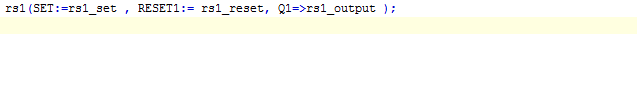 rs1(SET:=rs1_set , RESET1:= rs1_reset, Q1=>rs1_output );